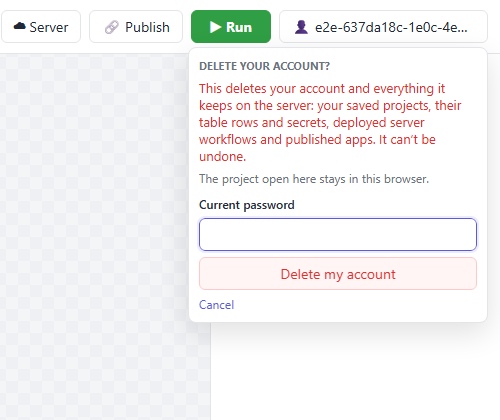 Server
Publish
Run
e2e-637da18c-1e0c-4e...
DELETE YOUR ACCOUNT?
This deletes your account and everything it
keeps on the server: your saved projects, their
table rows and secrets, deployed server
workflows and published apps. It can't be
undone.
The project open here stays in this browser.
Current password
Delete my account
Cancel